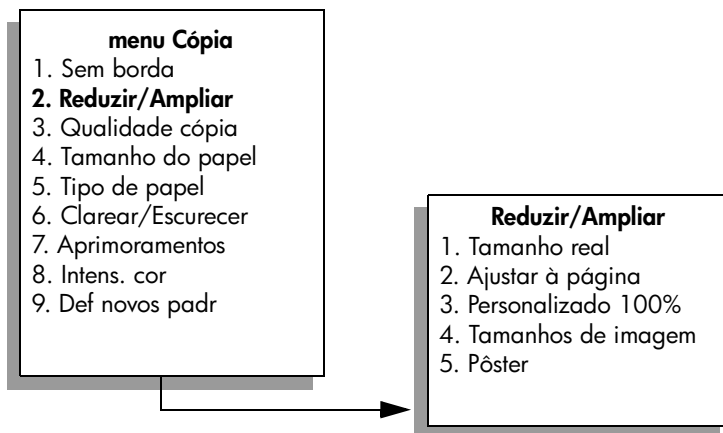 menu Cópia
1. Sem borda
2. Reduzir/Ampliar
3. Qualidade cópia
4. Tamanho do papel
5. Tipo de papel
6. Clarear/Escurecer
7. Aprimoramentos
8. Intens. cor
9. Def novos padr
Reduzir/Ampliar
1. Tamanho real
2. Ajustar à página
3. Personalizado 100%
4. Tamanhos de imagem
5. Pôster